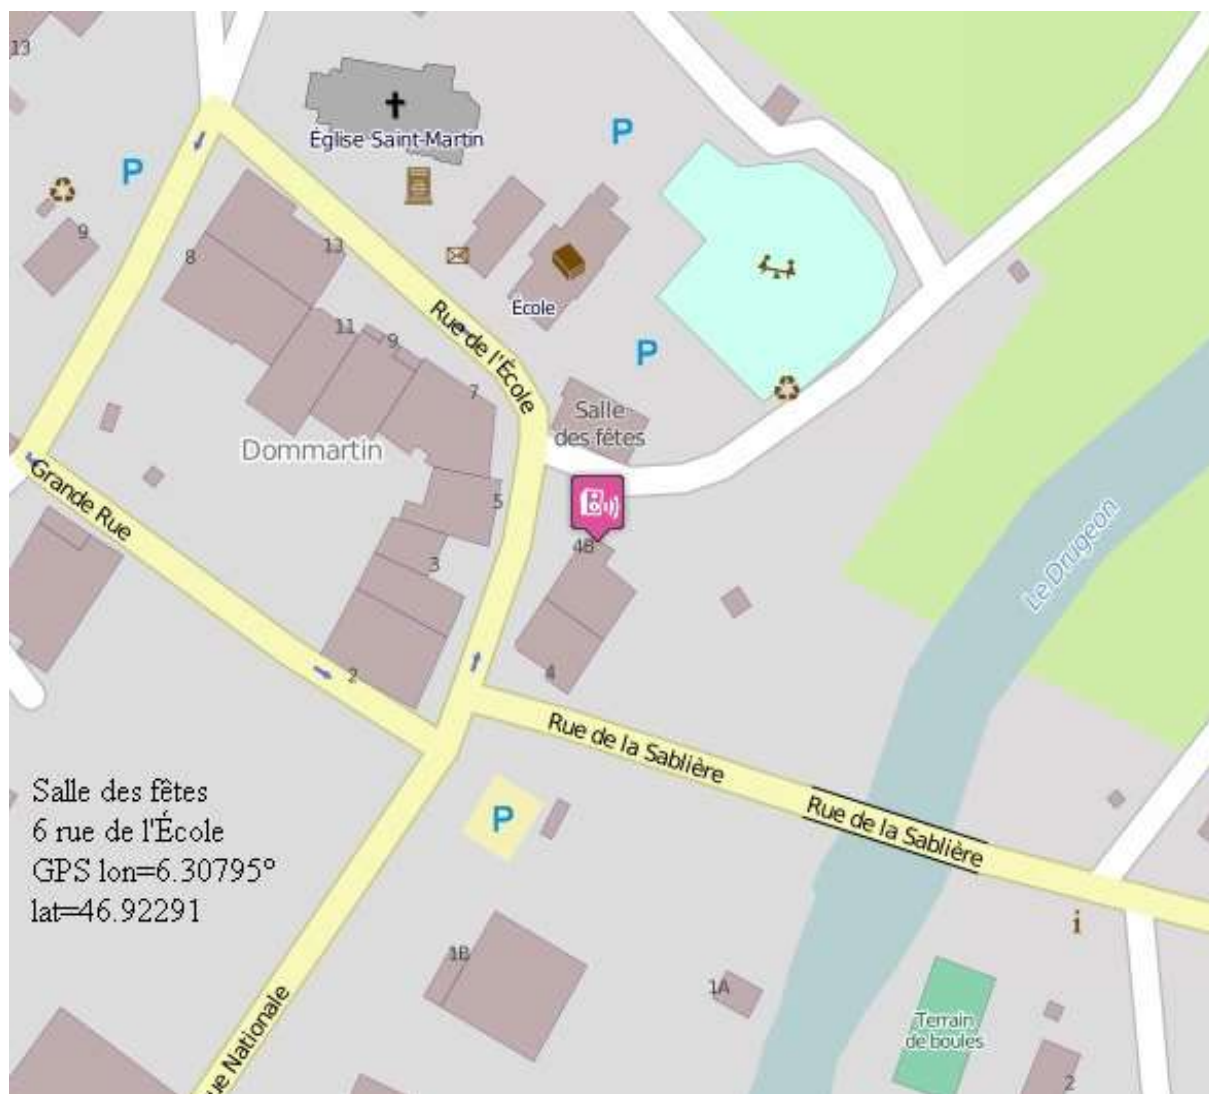 13
Église Saint-Martin
P
P
9
8
13
École
11
9
Rue de l'École
P
7
Salle
des fêtes
Dommartin
Grande Rue
5
4B
3
Le Drugeon
2
4
Rue de la Sablière
Rue de la Sablière
P
Salle des fêtes
6 rue de l'École
GPS lon=6.30795°
lat=46.92291
i
1B
1A
ue Nationale
Terrain
de boules
2